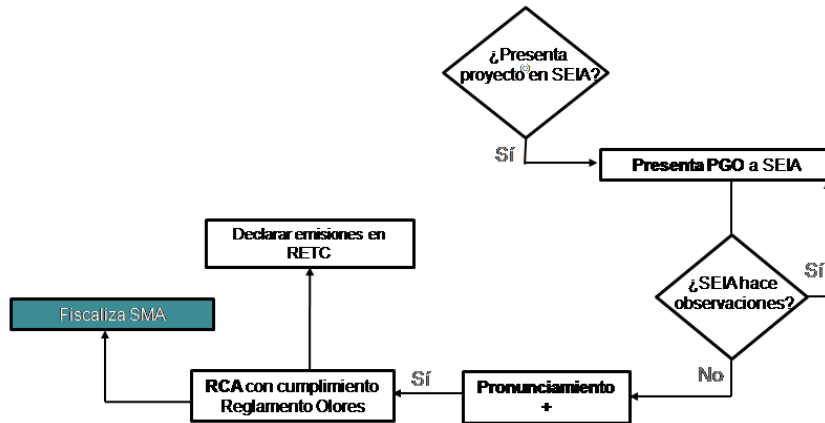 ¿Presenta
proyecto en SEIA?
Sí
Presenta PGO a SEIA
Declarar emisiones en
RETC
¿SEIA hace
observaciones?
Sí
Fiscaliza SMA
No
RCA con cumplimiento
Reglamento Olores
Sí
Pronunciamiento
+